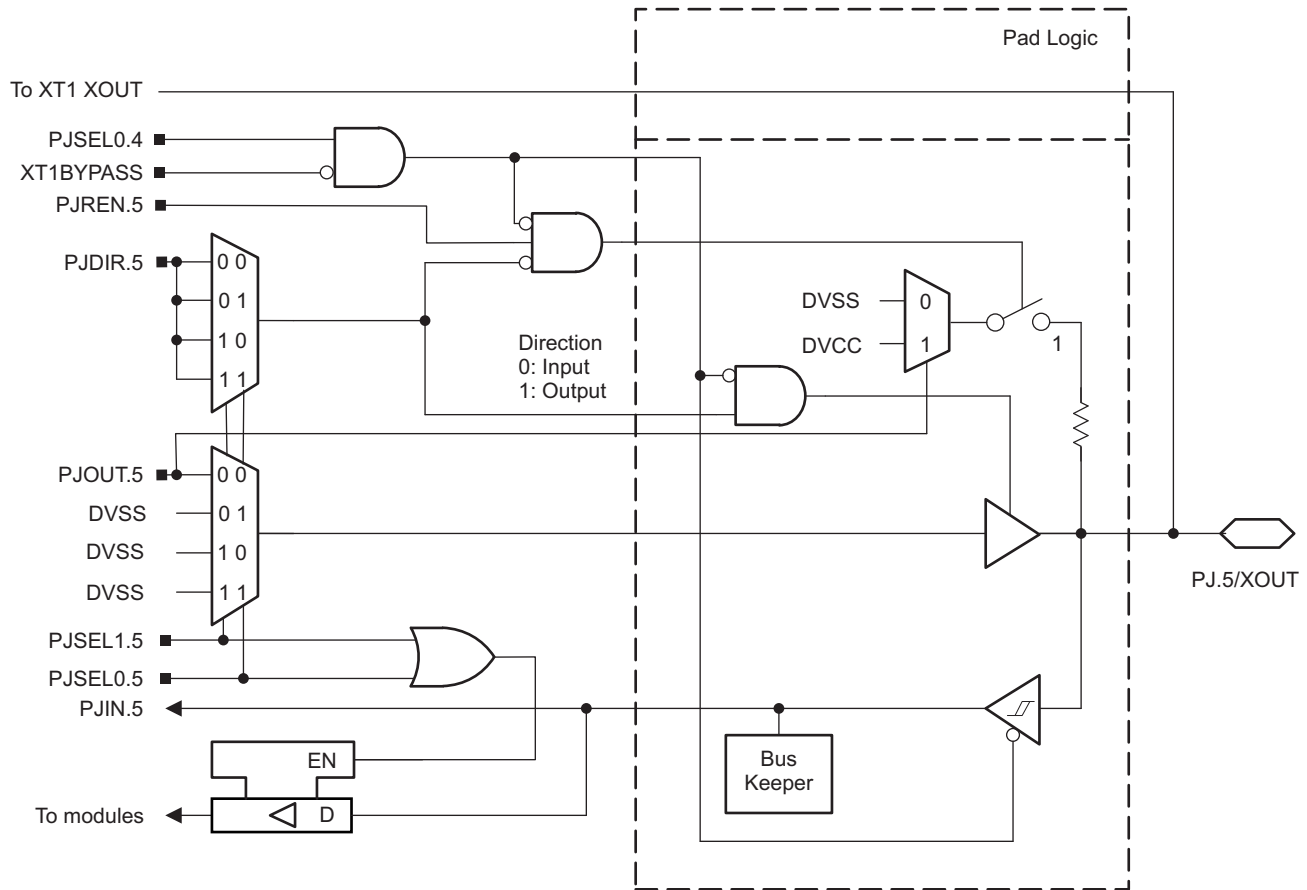 Pad Logic
To XT1 XOUT
PJSEL0.4
XT1BYPASS
PJREN.5
PJDIR.5
0 0
0 1
1 0
1 1
Direction
0: Input
1: Output
DVSS
0
DVCC
1
1
PJOUT.5
0 0
DVSS
0 1
DVSS
1 0
DVSS
1 1
PJ.5/XOUT
PJSEL1.5
PJSEL0.5
PJIN.5
EN
Bus
Keeper
To modules
D